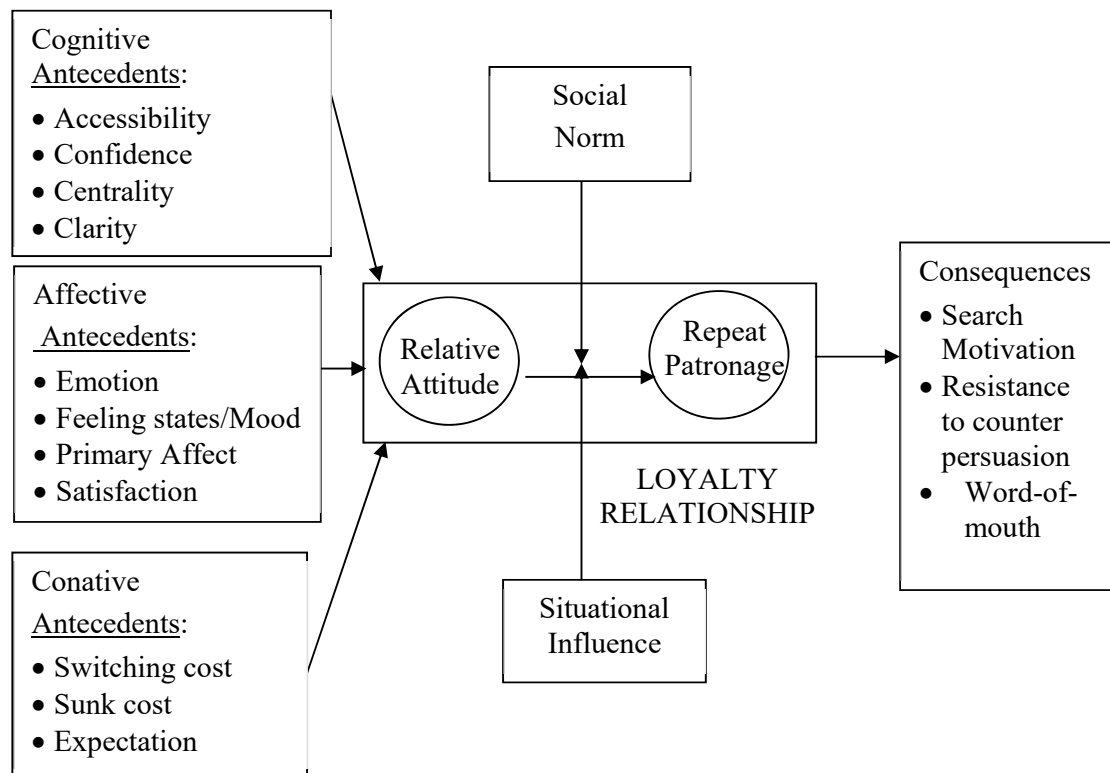 Cognitive
Antecedents:
• Accessibility
• Confidence
• Centrality
• Clarity
Affective
Antecedents:
• Emotion
• Feeling states/Mood
• Primary Affect
• Satisfaction
Conative
Antecedents:
• Switching cost
• Sunk cost
• Expectation
Social
Norm
Relative
Attitude
Repeat
Patronage
LOYALTY
RELATIONSHIP
Situational
Influence
Consequences
• Search
Motivation
• Resistance
to counter
persuasion
• Word-of-
mouth